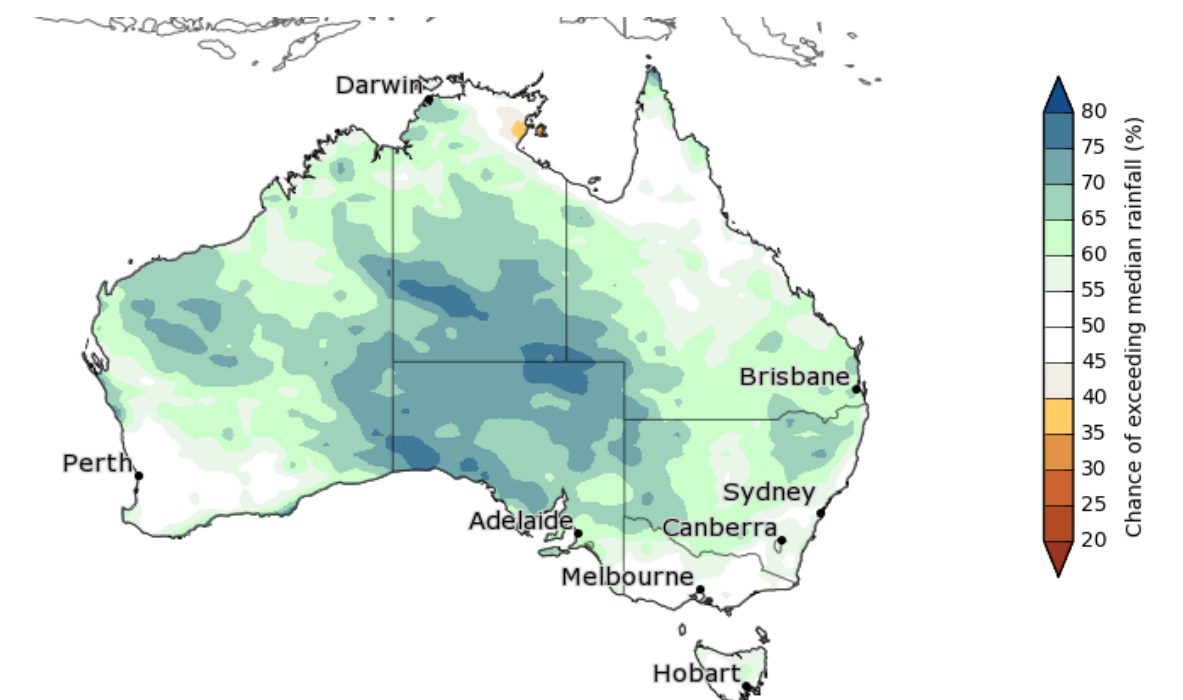 Darwin
Brisbane
Perth
Sydney
Adelaide
Canberra
Melbourne
Hobart
80
75
70
65
60
55
50
45
40
35
30
25
20
Chance of exceeding median rainfall (%)